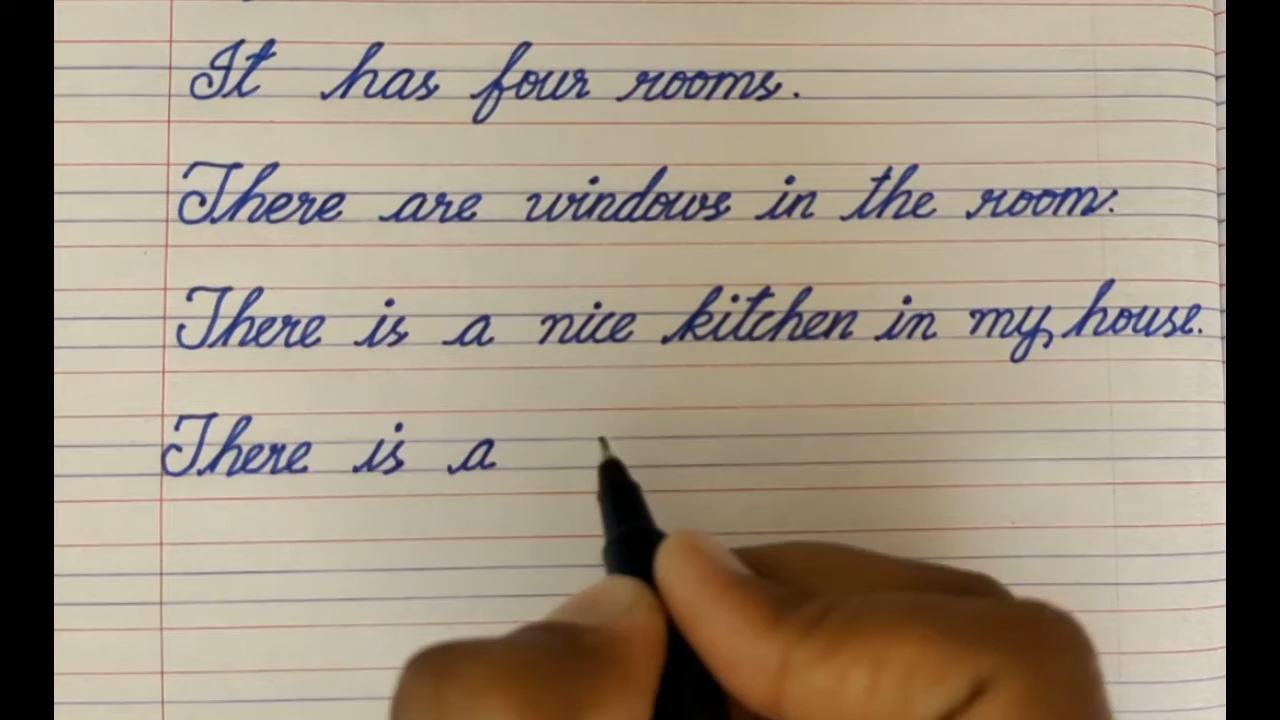 It has four rooms.
There are windows in the room.
There is a nice kitchen in my house.
There is a